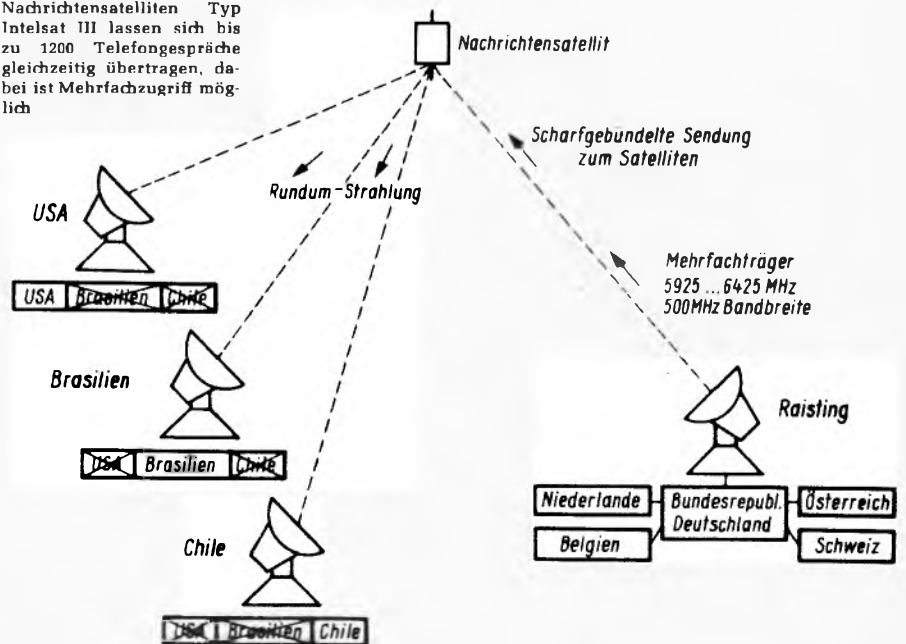 Nachrichtensatelliten Typ
Intelsat III lassen sich bis
zu 1200 Telefongespräche
gleichzeitig übertragen, da-
bei ist Mehrfachzugriff mög-
lich
Nachrichtensatellit
Scharfgebündelte Sendung
zum Satelliten
Rundum-Strahlung
USA
USA Brasilien Chile
Mehrfachträger
5925 ... 6425 MHz
500MHz Bandbreite
Brasilien
USA Brasilien Chile
Raisting
Niederlande Bundesrepubl. Österreich
Deutschland
Belgien Schweiz
Chile
USA Brasilien Chile